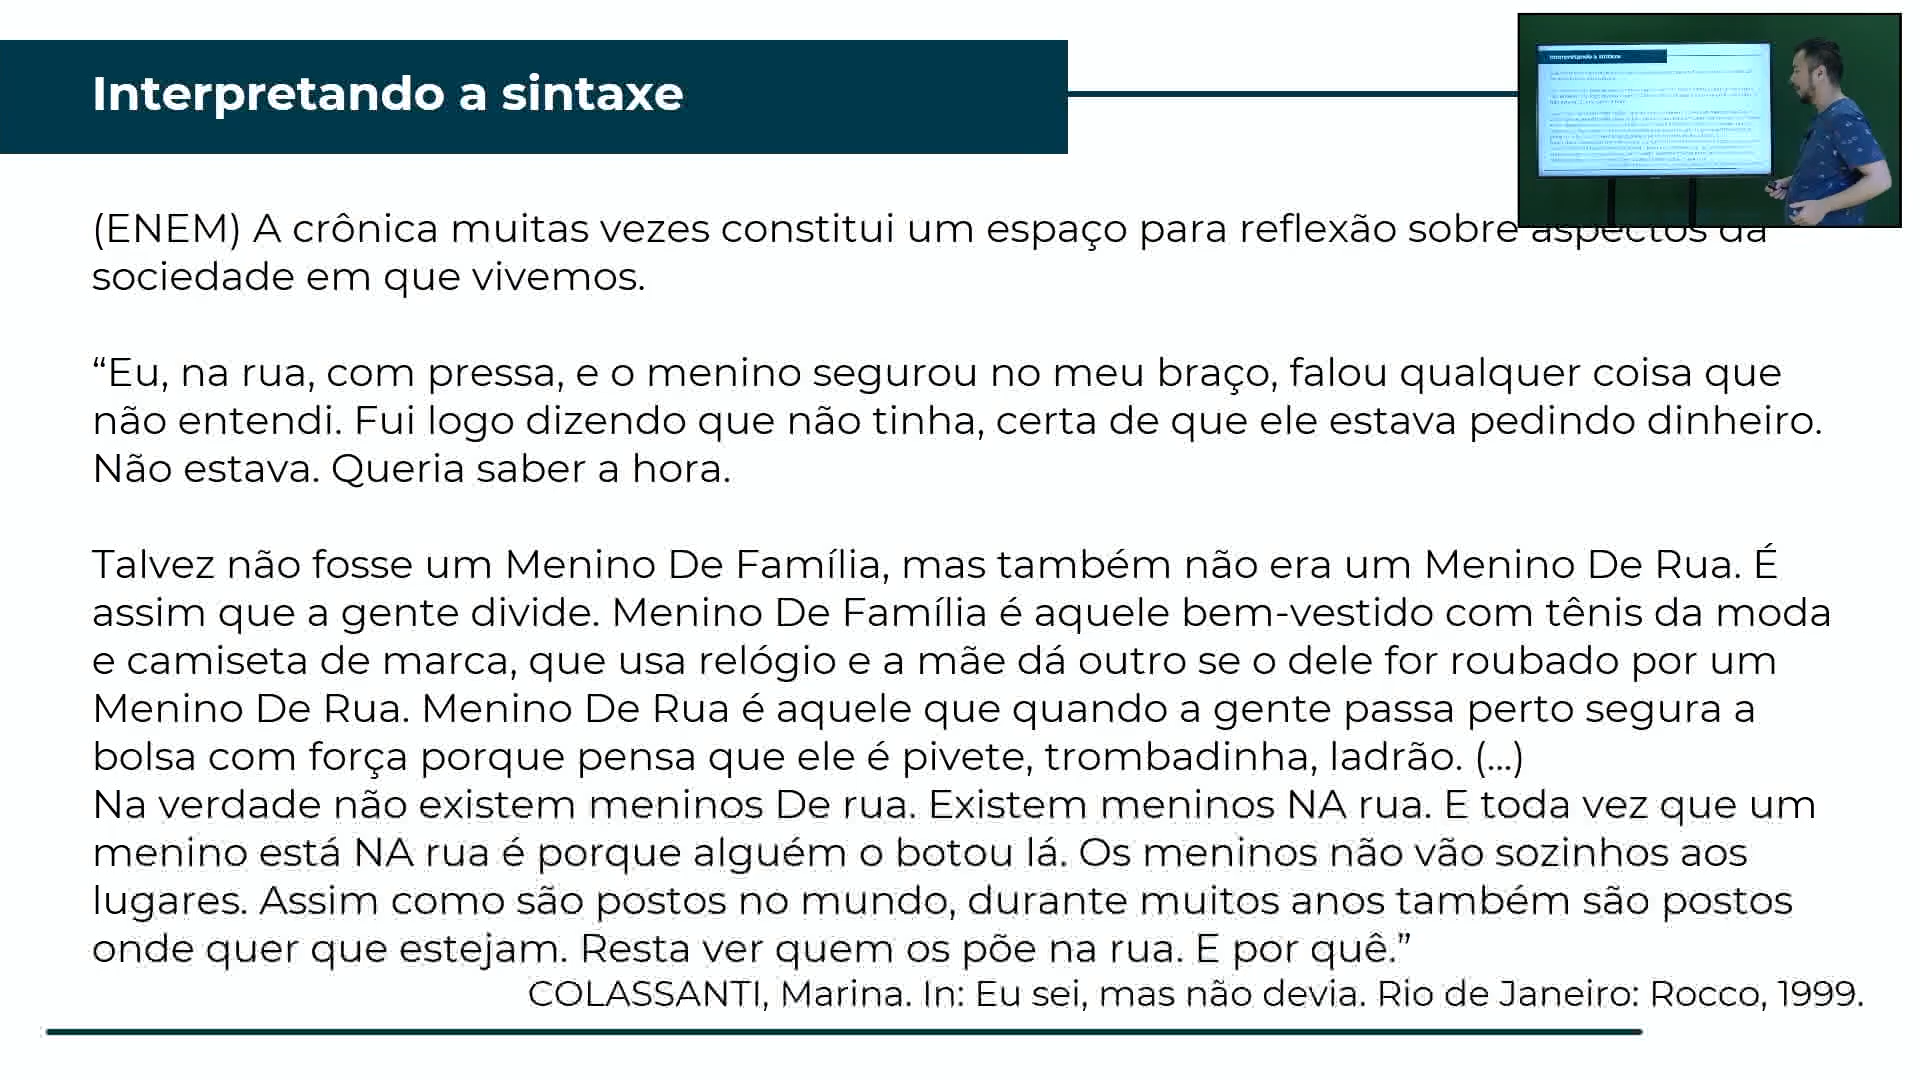 Interpretando a sintaxe
(ENEM) A crônica muitas vezes constitui um espaço para reflexão sobre aspectos da
sociedade em que vivemos.
“Eu, na rua, com pressa, e o menino segurou no meu braço, falou qualquer coisa que
não entendi. Fui logo dizendo que não tinha, certa de que ele estava pedindo dinheiro.
Não estava. Queria saber a hora.
Talvez não fosse um Menino De Família, mas também não era um Menino De Rua. É
assim que a gente divide. Menino De Família é aquele bem-vestido com tênis da moda
e camiseta de marca, que usa relógio e a mãe dá outro se o dele for roubado por um
Menino De Rua. Menino De Rua é aquele que quando a gente passa perto segura a
bolsa com força porque pensa que ele é pivete, trombadinha, ladrão. (...)
Na verdade não existem meninos De rua. Existem meninos NA rua. E toda vez que um
menino está NA rua é porque alguém o botou lá. Os meninos não vão sozinhos aos
lugares. Assim como são postos no mundo, durante muitos anos também são postos
onde quer que estejam. Resta ver quem os põe na rua. E por quê.”
COLASSANTI, Marina. In: Eu sei, mas não devia. Rio de Janeiro: Rocco, 1999.
Interpretando a sintaxe